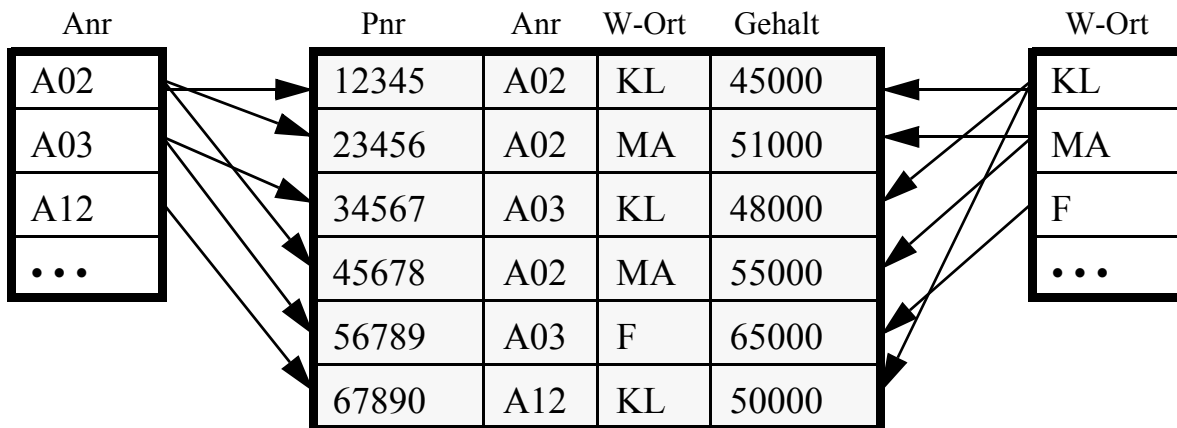 Anr Pnr Anr W-Ort Gehalt W-Ort
A02 12345 A02 KL 45000 KL
A03 23456 A02 MA 51000 MA
A12 34567 A03 KL 48000 F
• • • 45678 A02 MA 55000 • • •
56789 A03 F 65000
67890 A12 KL 50000